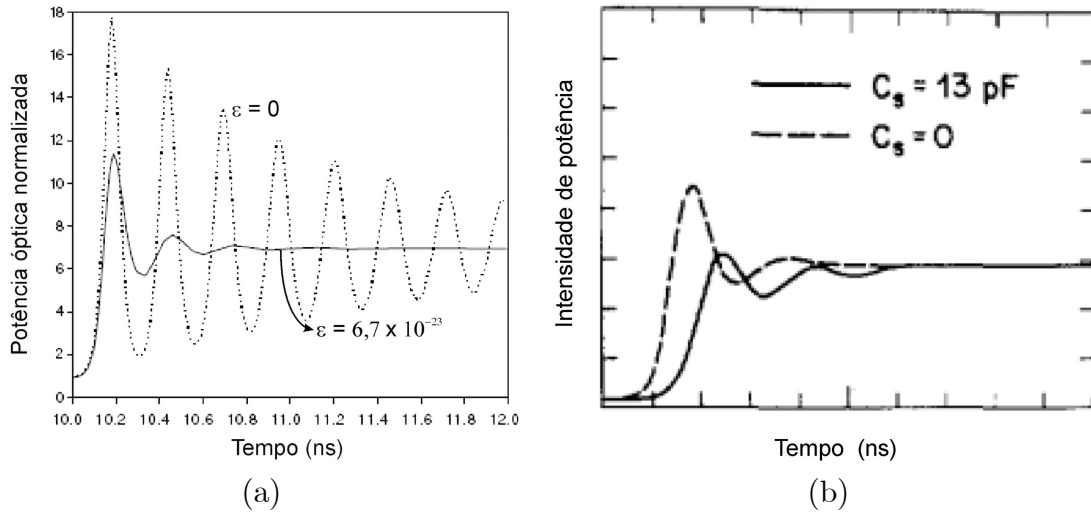 Potência óptica normalizada
18
16
14
12
10
8
6
4
2
0
ε = 0
ε = 6,7 x 10⁻²³
10.0 10.2 10.4 10.6 10.8 11.0 11.2 11.4 11.6 11.8 12.0
Tempo (ns)
(a)
Intensidade de potência
Cₛ = 13 pF
Cₛ = 0
Tempo (ns)
(b)